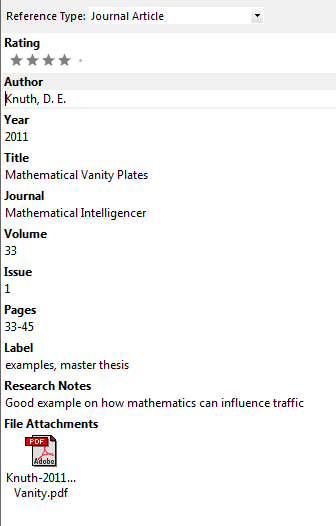 Reference Type: Journal Article
Rating
Author
Knuth, D. E.
Year
2011
Title
Mathematical Vanity Plates
Journal
Mathematical Intelligencer
Volume
33
Issue
1
Pages
33-45
Label
examples, master thesis
Research Notes
Good example on how mathematics can influence traffic
File Attachments
PDF
Adobe
Knuth-2011...
Vanity.pdf